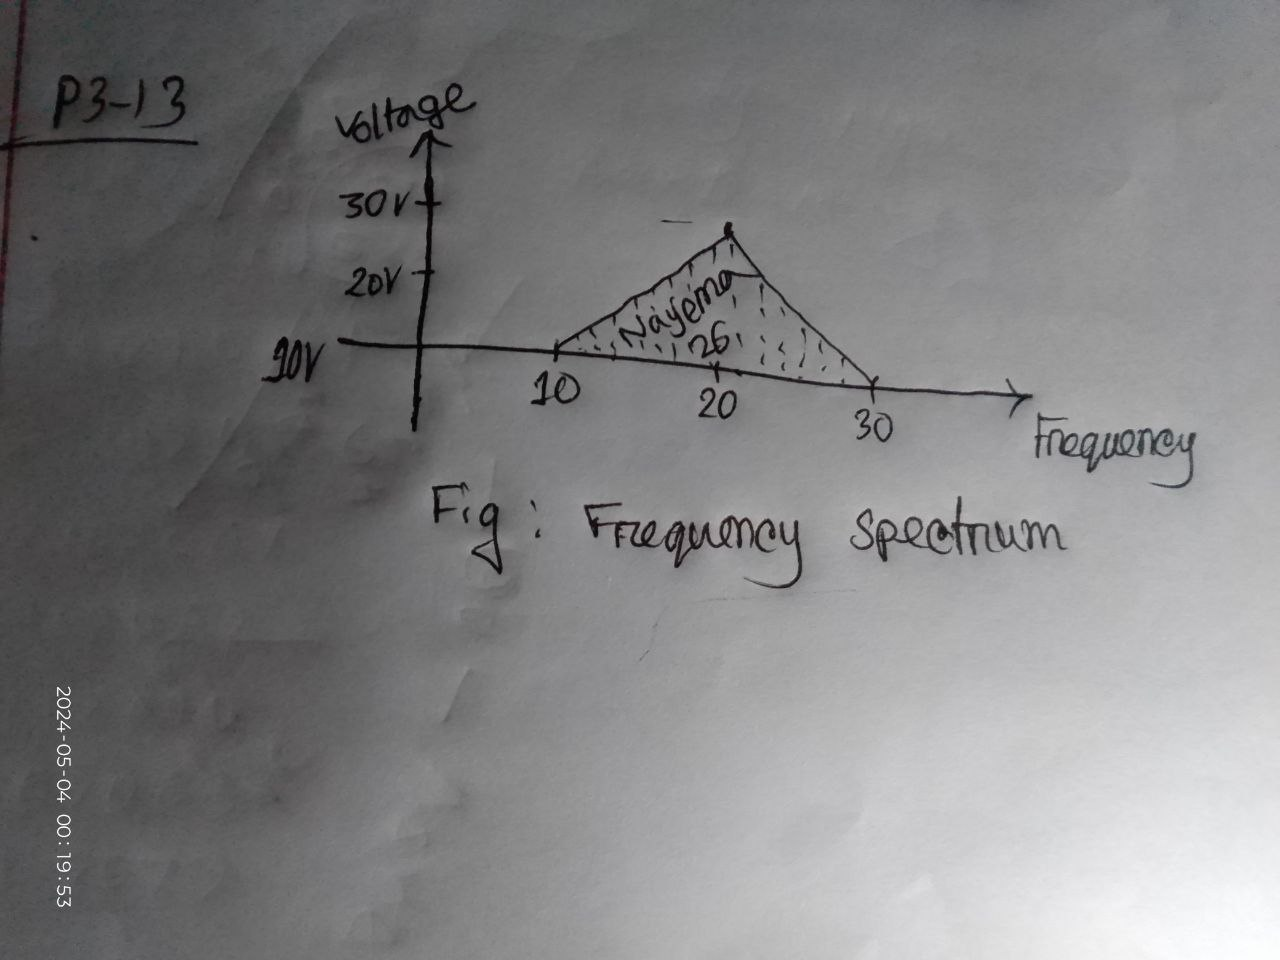 P3-13
Voltage
30V
20V
10V
Nayema
26
10
20
30
Frequency
Fig: Frequency spectrum
2024-05-04 00:19:53